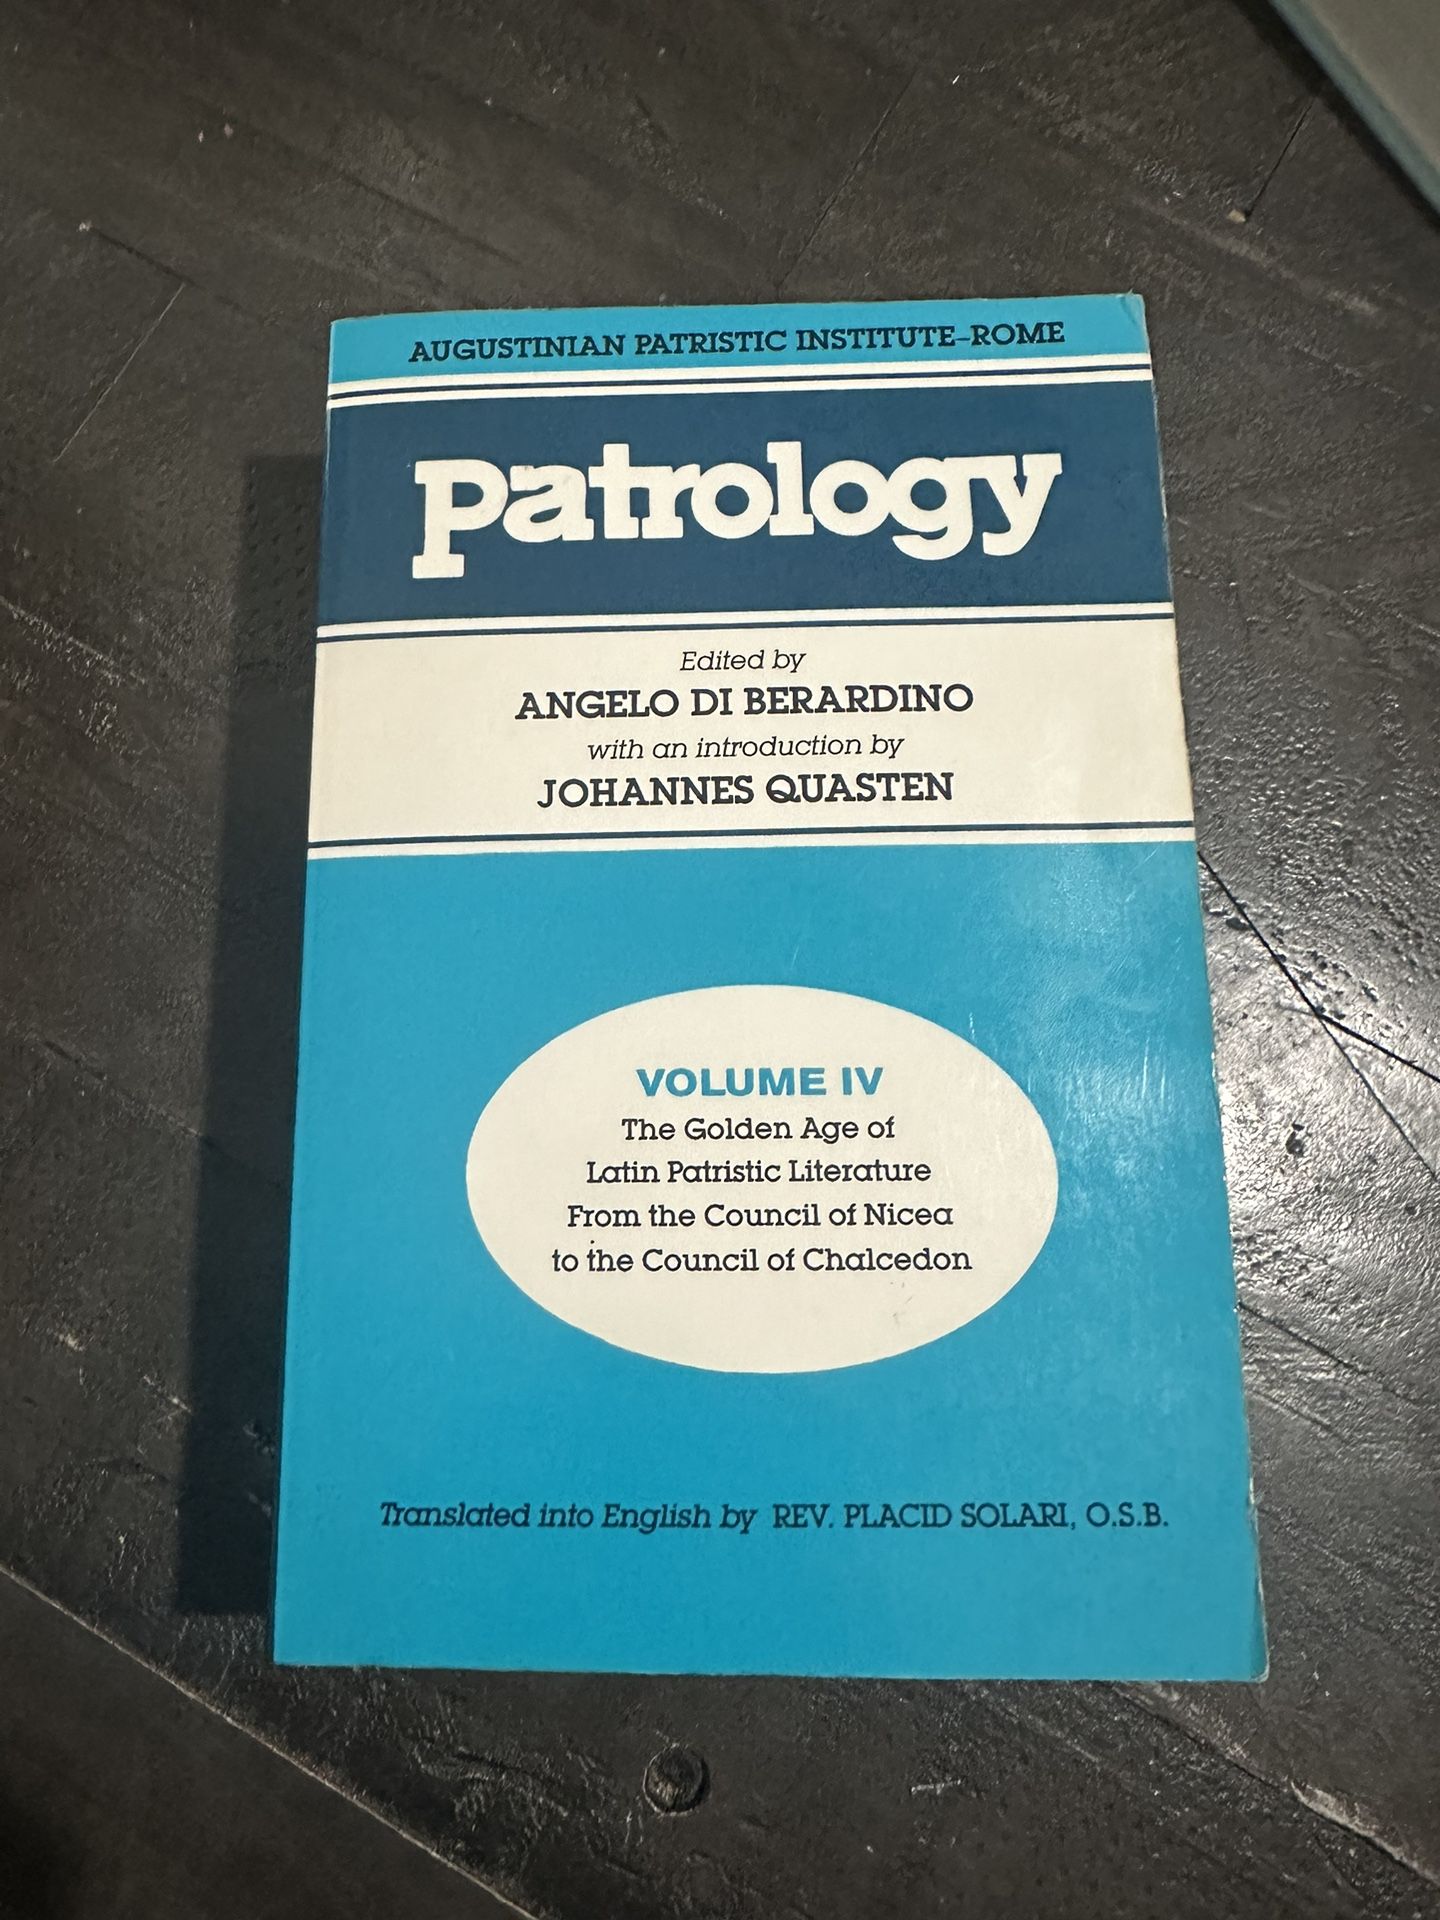 AUGUSTINIAN PATRISTIC INSTITUTE–ROME
Patrology
Edited by
ANGELO DI BERARDINO
with an introduction by
JOHANNES QUASTEN
VOLUME IV
The Golden Age of
Latin Patristic Literature
From the Council of Nicea
to the Council of Chalcedon
Translated into English by REV. PLACID SOLARI, O.S.B.